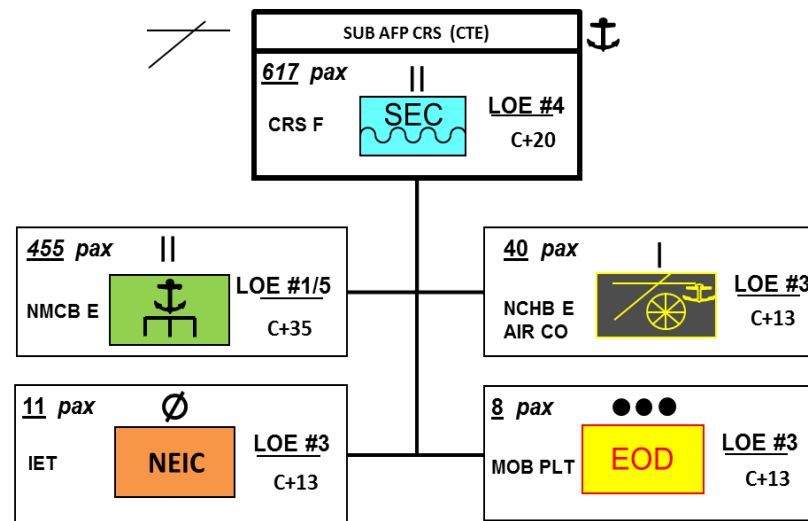 SUB AFP CRS (CTE)
617 pax
CRS F
SEC
LOE #4
C+20
455 pax
NMCB E
LOE #1/5
C+35
40 pax
NCHB E
AIR CO
LOE #3
C+13
11 pax
IET
NEIC
LOE #3
C+13
8 pax
MOB PLT
EOD
LOE #3
C+13